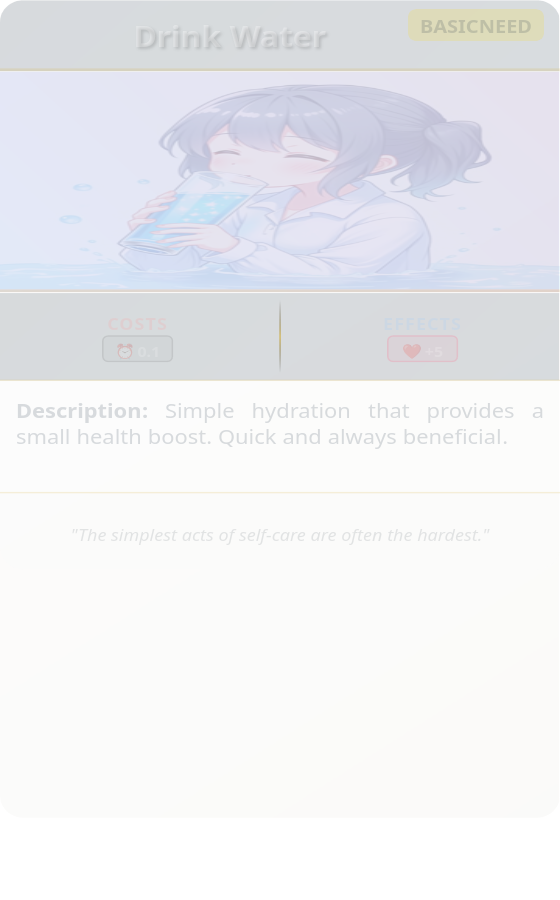 Drink Water
BASICNEED
COSTS
⏰ 0.1
EFFECTS
❤️ +5
Description: Simple hydration that provides a
small health boost. Quick and always beneficial.
"The simplest acts of self-care are often the hardest."